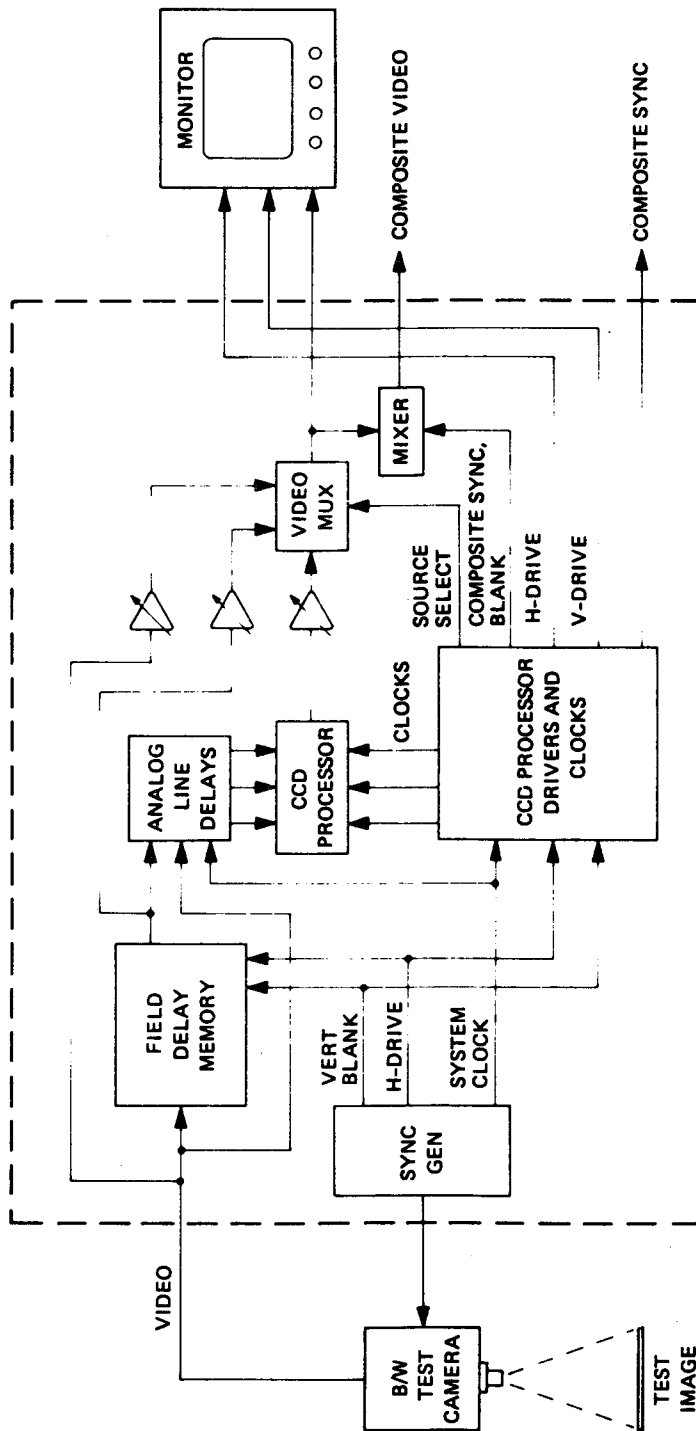 VIDEO
B/W
TEST
CAMERA
TEST
IMAGE
SYNC
GEN
VERT
BLANK
H-DRIVE
SYSTEM
CLOCK
FIELD
DELAY
MEMORY
ANALOG
LINE
DELAYS
CCD
PROCESSOR
CLOCKS
CCD PROCESSOR
DRIVERS AND
CLOCKS
SOURCE
SELECT
COMPOSITE SYNC,
BLANK
H-DRIVE
V-DRIVE
VIDEO
MUX
MIXER
MONITOR
COMPOSITE VIDEO
COMPOSITE SYNC